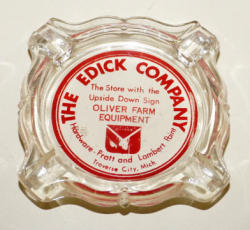 THE EDICK COMPANY
The Store with the
Upside Down Sign
OLIVER FARM
EQUIPMENT
Hardware - Pratt and Lambert Paint
Traverse City, Mich.